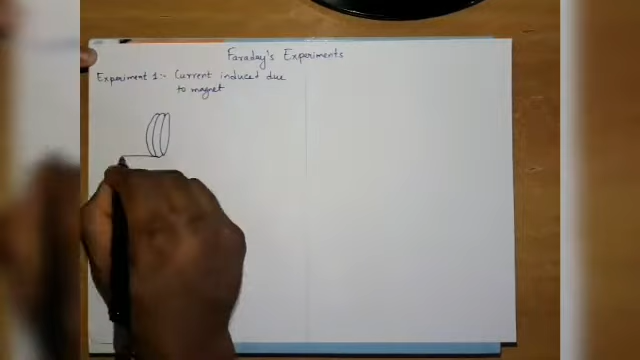 Faraday's Experiments
Experiment 1:- Current induced due
to magnet